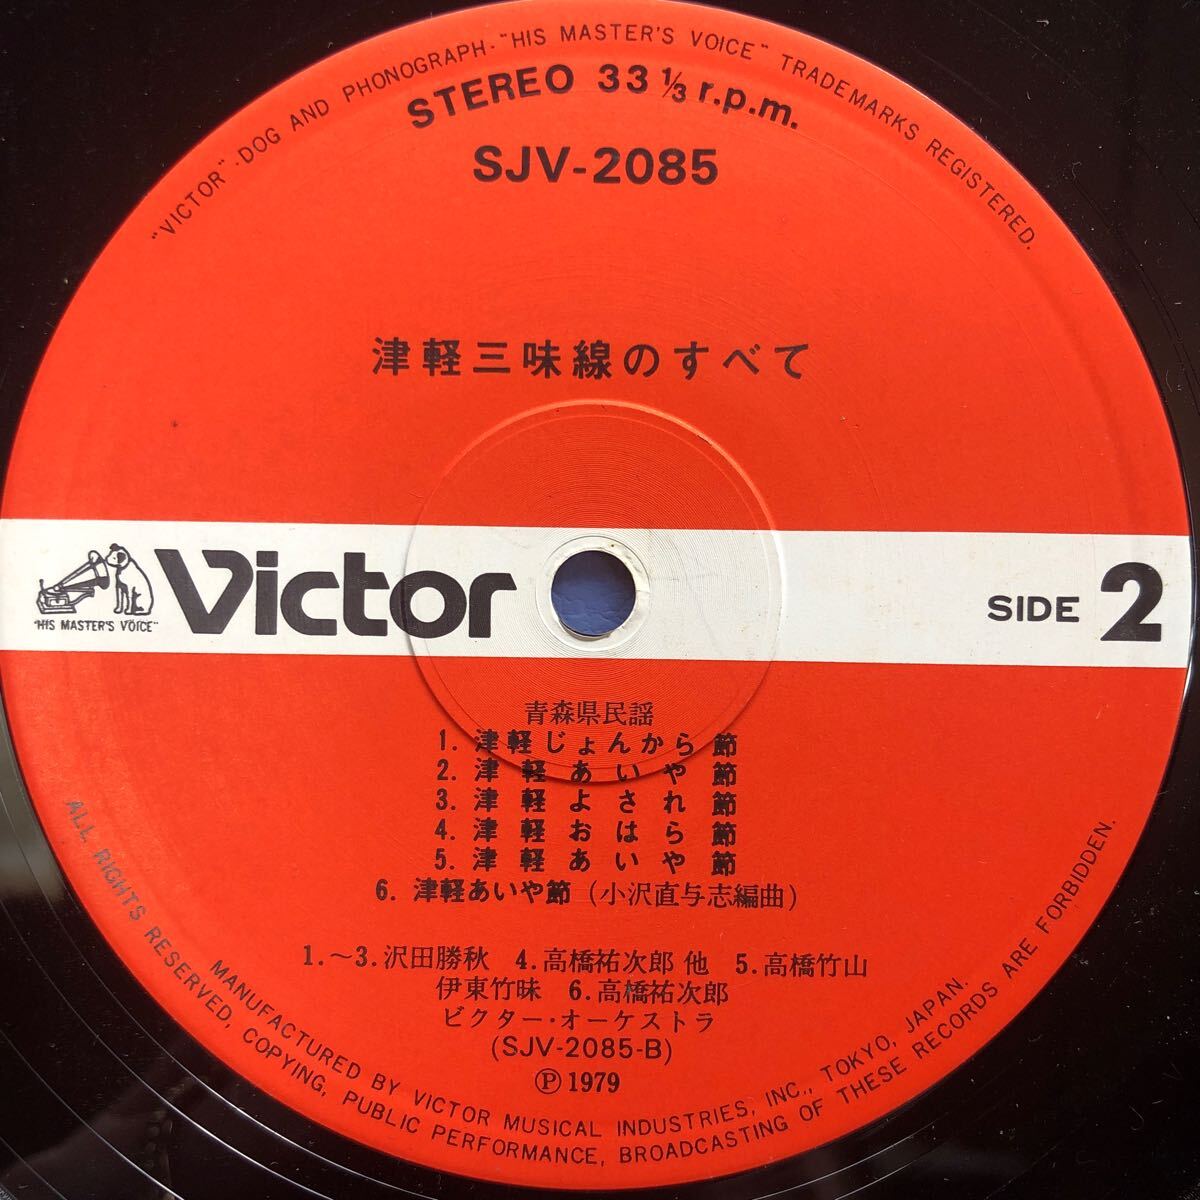 "VICTOR"-DOG AND PHONOGRAPH-"HIS MASTER'S VOICE" TRADEMARKS REGISTERED.
STEREO 33 1/3 r.p.m.
SJV-2085
津軽三味線のすべて
"HIS MASTER'S VOICE"
Victor
SIDE 2
青森県民謡
1. 津軽じょんから節
2. 津軽あいや節
3. 津軽よされ節
4. 津軽おはら節
5. 津軽あいや節
6. 津軽あいや節 (小沢直与志編曲)
1.～3.沢田勝秋 4.高橋祐次郎 他 5.高橋竹山
伊東竹味 6.高橋祐次郎
ビクター・オーケストラ
(SJV-2085-B)
Ⓟ 1979
MANUFACTURED BY VICTOR MUSICAL INDUSTRIES, INC., TOKYO, JAPAN.
ALL RIGHTS RESERVED, COPYING, PUBLIC PERFORMANCE, BROADCASTING OF THESE RECORDS ARE FORBIDDEN.